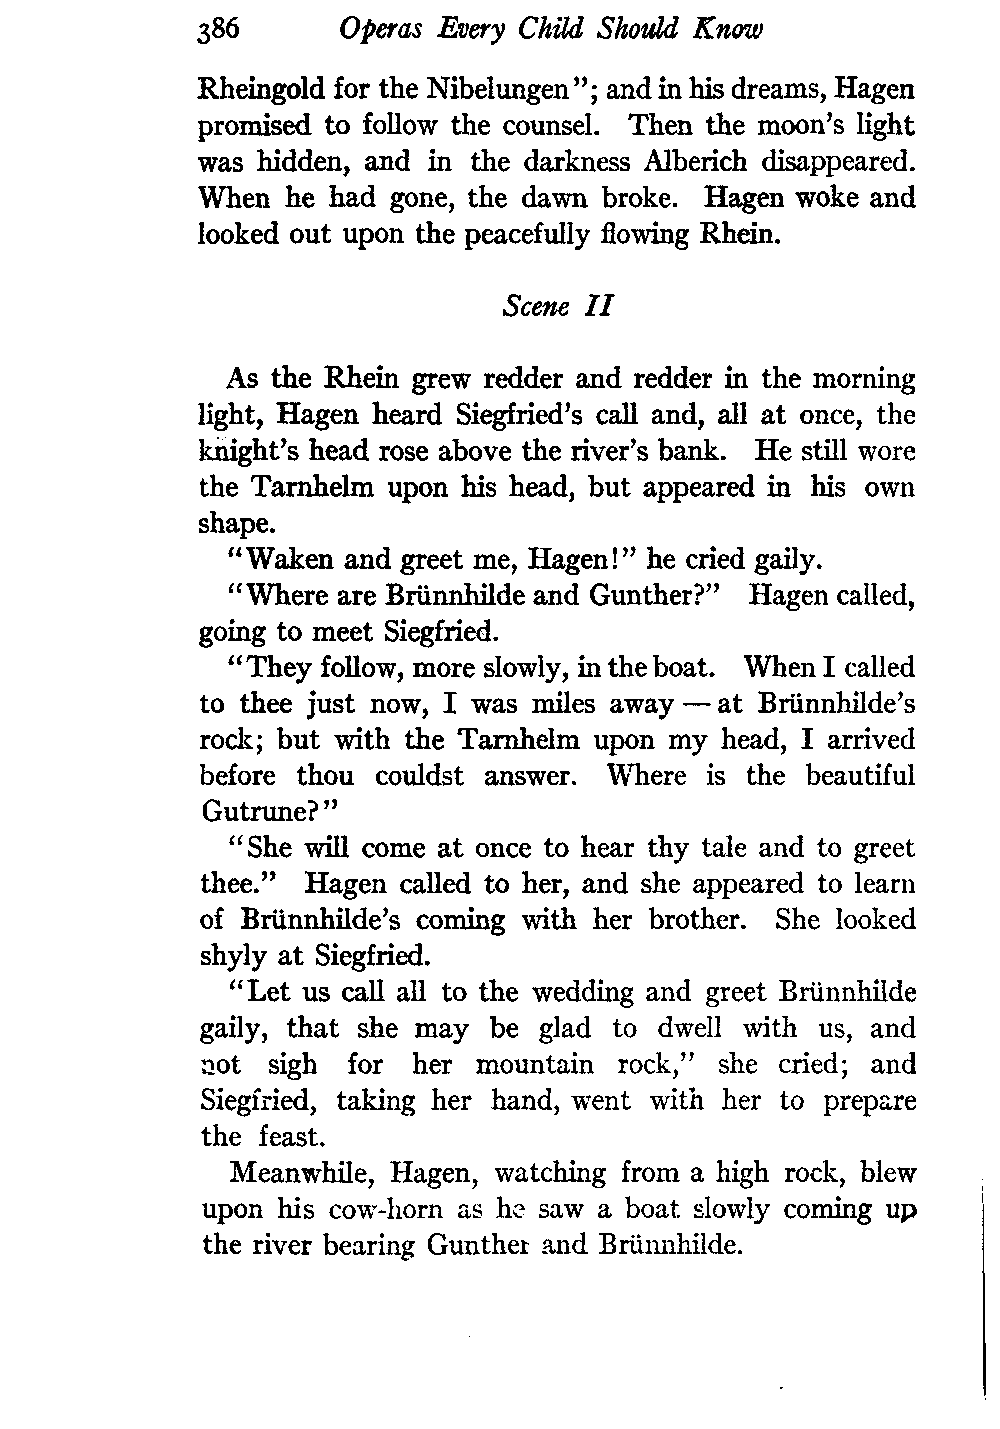 386 Operas Every Child Should Know
Rheingold for the Nibelungen"; and in his dreams, Hagen
promised to follow the counsel. Then the moon's light
was hidden, and in the darkness Alberich disappeared.
When he had gone, the dawn broke. Hagen woke and
looked out upon the peacefully flowing Rhein.
Scene II
As the Rhein grew redder and redder in the morning
light, Hagen heard Siegfried's call and, all at once, the
knight's head rose above the river's bank. He still wore
the Tarnhelm upon his head, but appeared in his own
shape.
"Waken and greet me, Hagen!" he cried gaily.
"Where are Brünnhilde and Gunther?" Hagen called,
going to meet Siegfried.
"They follow, more slowly, in the boat. When I called
to thee just now, I was miles away — at Brünnhilde's
rock; but with the Tarnhelm upon my head, I arrived
before thou couldst answer. Where is the beautiful
Gutrune?"
"She will come at once to hear thy tale and to greet
thee." Hagen called to her, and she appeared to learn
of Brünnhilde's coming with her brother. She looked
shyly at Siegfried.
"Let us call all to the wedding and greet Brünnhilde
gaily, that she may be glad to dwell with us, and
not sigh for her mountain rock," she cried; and
Siegfried, taking her hand, went with her to prepare
the feast.
Meanwhile, Hagen, watching from a high rock, blew
upon his cow-horn as he saw a boat slowly coming up
the river bearing Gunther and Brünnhilde.